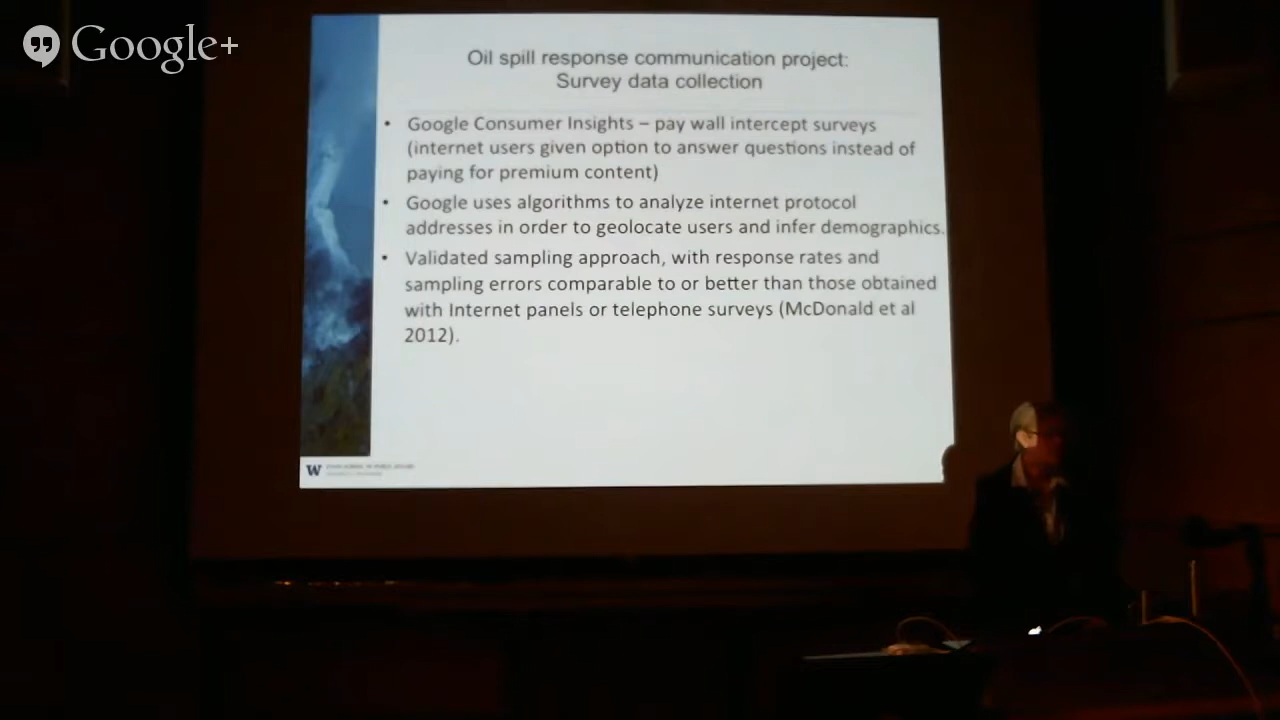 Google+
Oil spill response communication project:
Survey data collection
• Google Consumer Insights – pay wall intercept surveys
(internet users given option to answer questions instead of
paying for premium content)
• Google uses algorithms to analyze internet protocol
addresses in order to geolocate users and infer demographics.
• Validated sampling approach, with response rates and
sampling errors comparable to or better than those obtained
with Internet panels or telephone surveys (McDonald et al
2012).
W